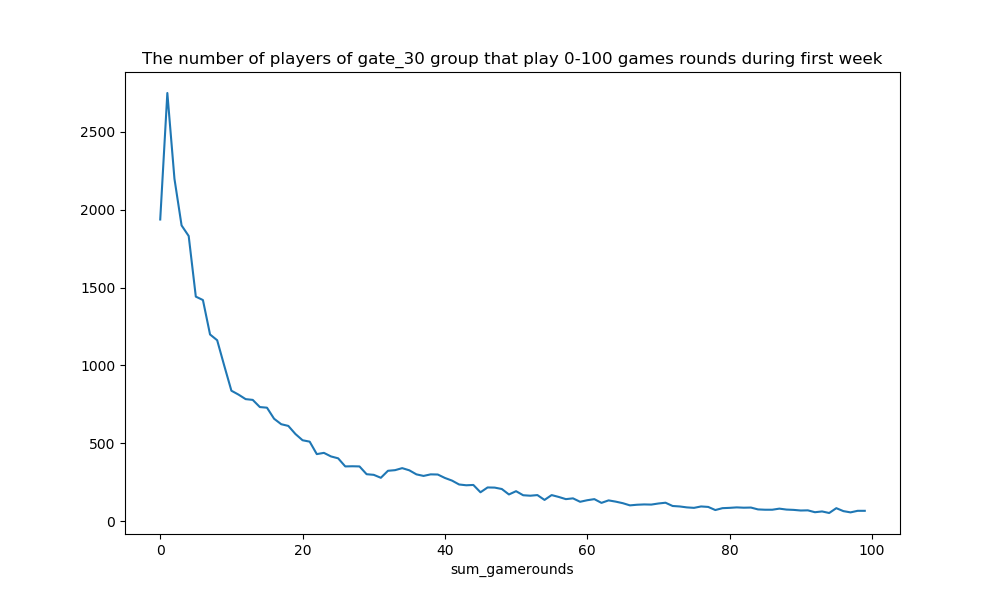 The number of players of gate_30 group that play 0-100 games rounds during first week
2500
2000
1500
1000
500
0
0 20 40 60 80 100
sum_gamerounds